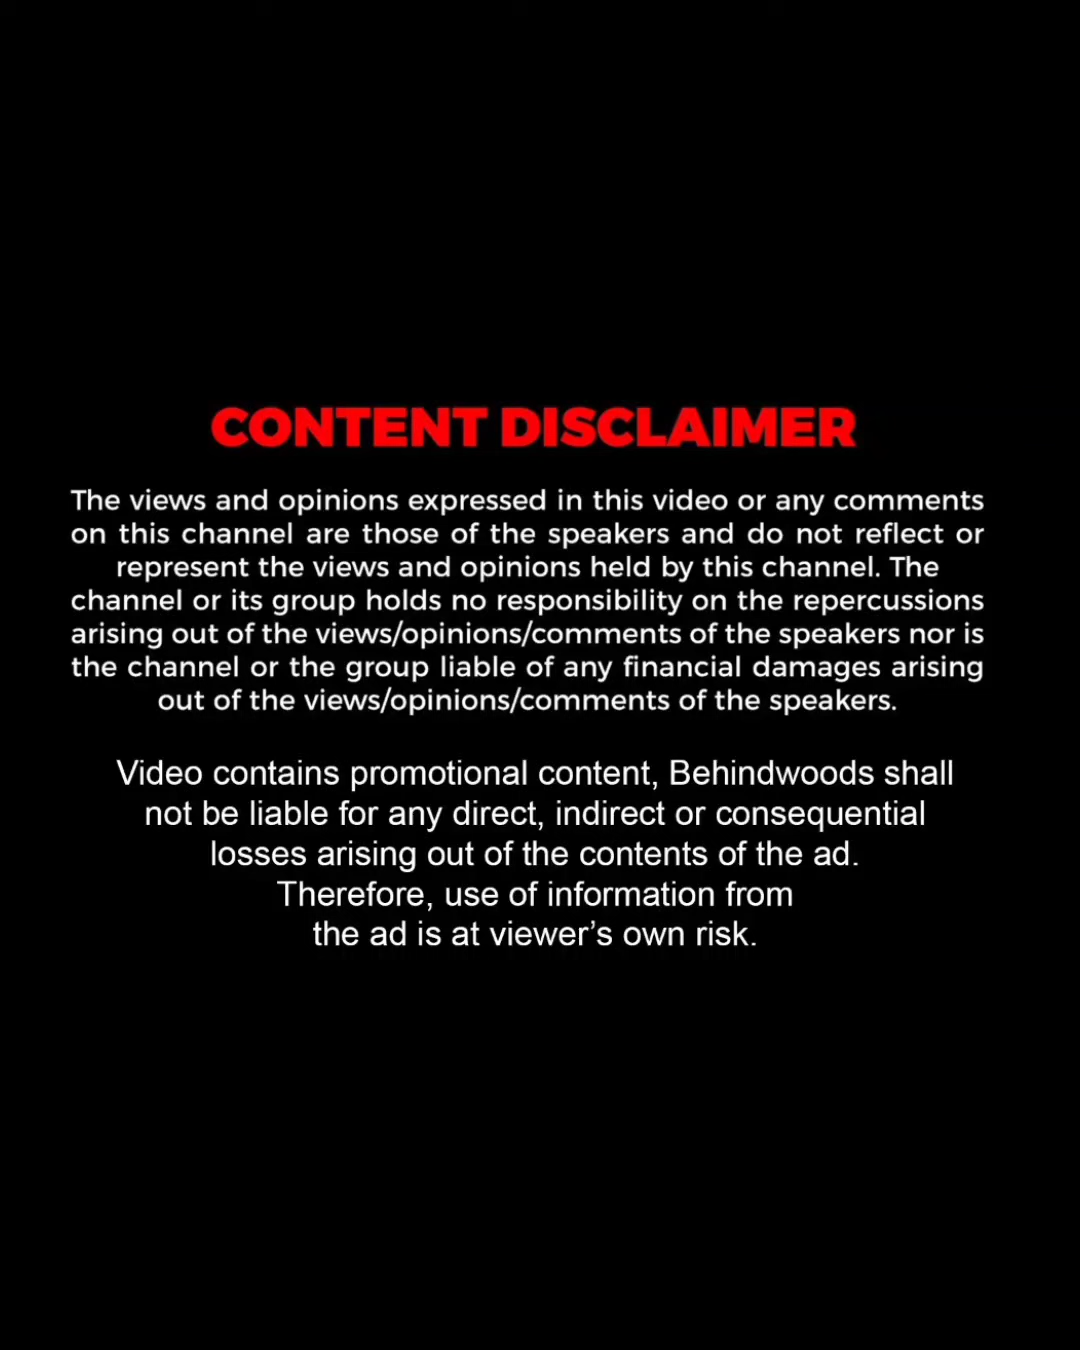 CONTENT DISCLAIMER
The views and opinions expressed in this video or any comments
on this channel are those of the speakers and do not reflect or
represent the views and opinions held by this channel. The
channel or its group holds no responsibility on the repercussions
arising out of the views/opinions/comments of the speakers nor is
the channel or the group liable of any financial damages arising
out of the views/opinions/comments of the speakers.
Video contains promotional content, Behindwoods shall
not be liable for any direct, indirect or consequential
losses arising out of the contents of the ad.
Therefore, use of information from
the ad is at viewer’s own risk.